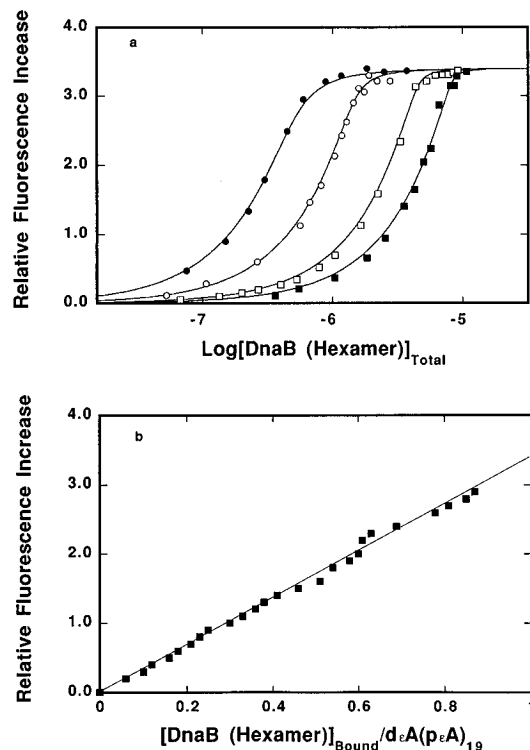 a
4.0
3.0
2.0
1.0
0.0
Relative Fluorescence Incease
-7 -6 -5
Log[DnaB (Hexamer)]Total
b
4.0
3.0
2.0
1.0
0.0
Relative Fluorescence Increase
0 0.2 0.4 0.6 0.8 1
[DnaB (Hexamer)]Bound/dεA(pεA)19